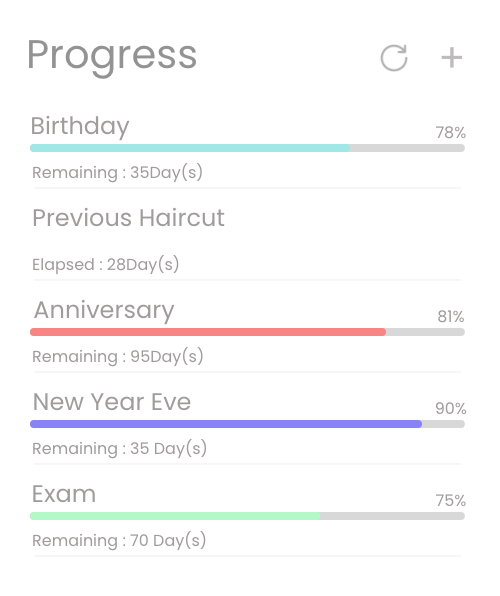 Progress
Birthday
78%
Remaining : 35Day(s)
Previous Haircut
Elapsed : 28Day(s)
Anniversary
81%
Remaining : 95Day(s)
New Year Eve
90%
Remaining : 35 Day(s)
Exam
75%
Remaining : 70 Day(s)